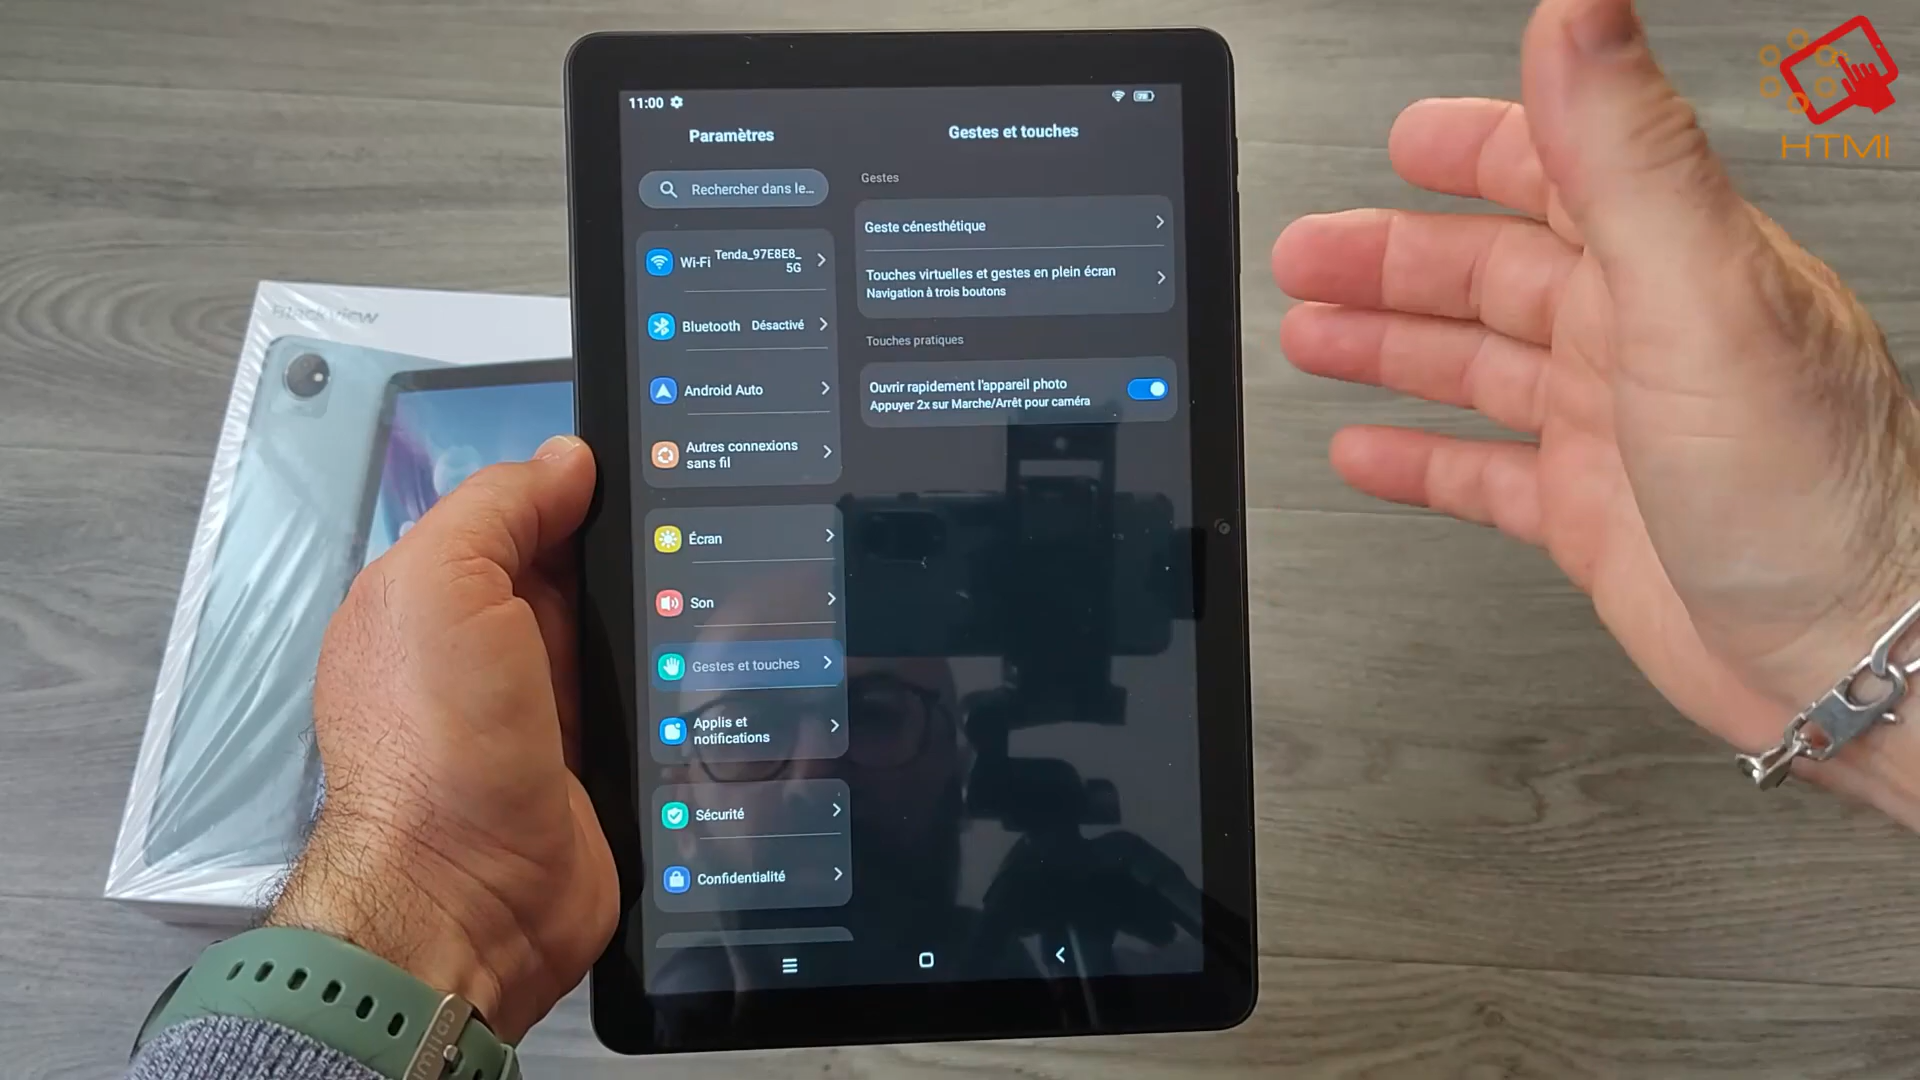 11:00
Paramètres
Rechercher dans le...
Wi-Fi
Tenda_97E8E8_
5G
Bluetooth Désactivé
Android Auto
Autres connexions
sans fil
Écran
Son
Gestes et touches
Applis et
notifications
Sécurité
Confidentialité
Gestes et touches
Gestes
Geste cénesthétique
Touches virtuelles et gestes en plein écran
Navigation à trois boutons
Touches pratiques
Ouvrir rapidement l'appareil photo
Appuyer 2x sur Marche/Arrêt pour caméra
Blackview
HTMI